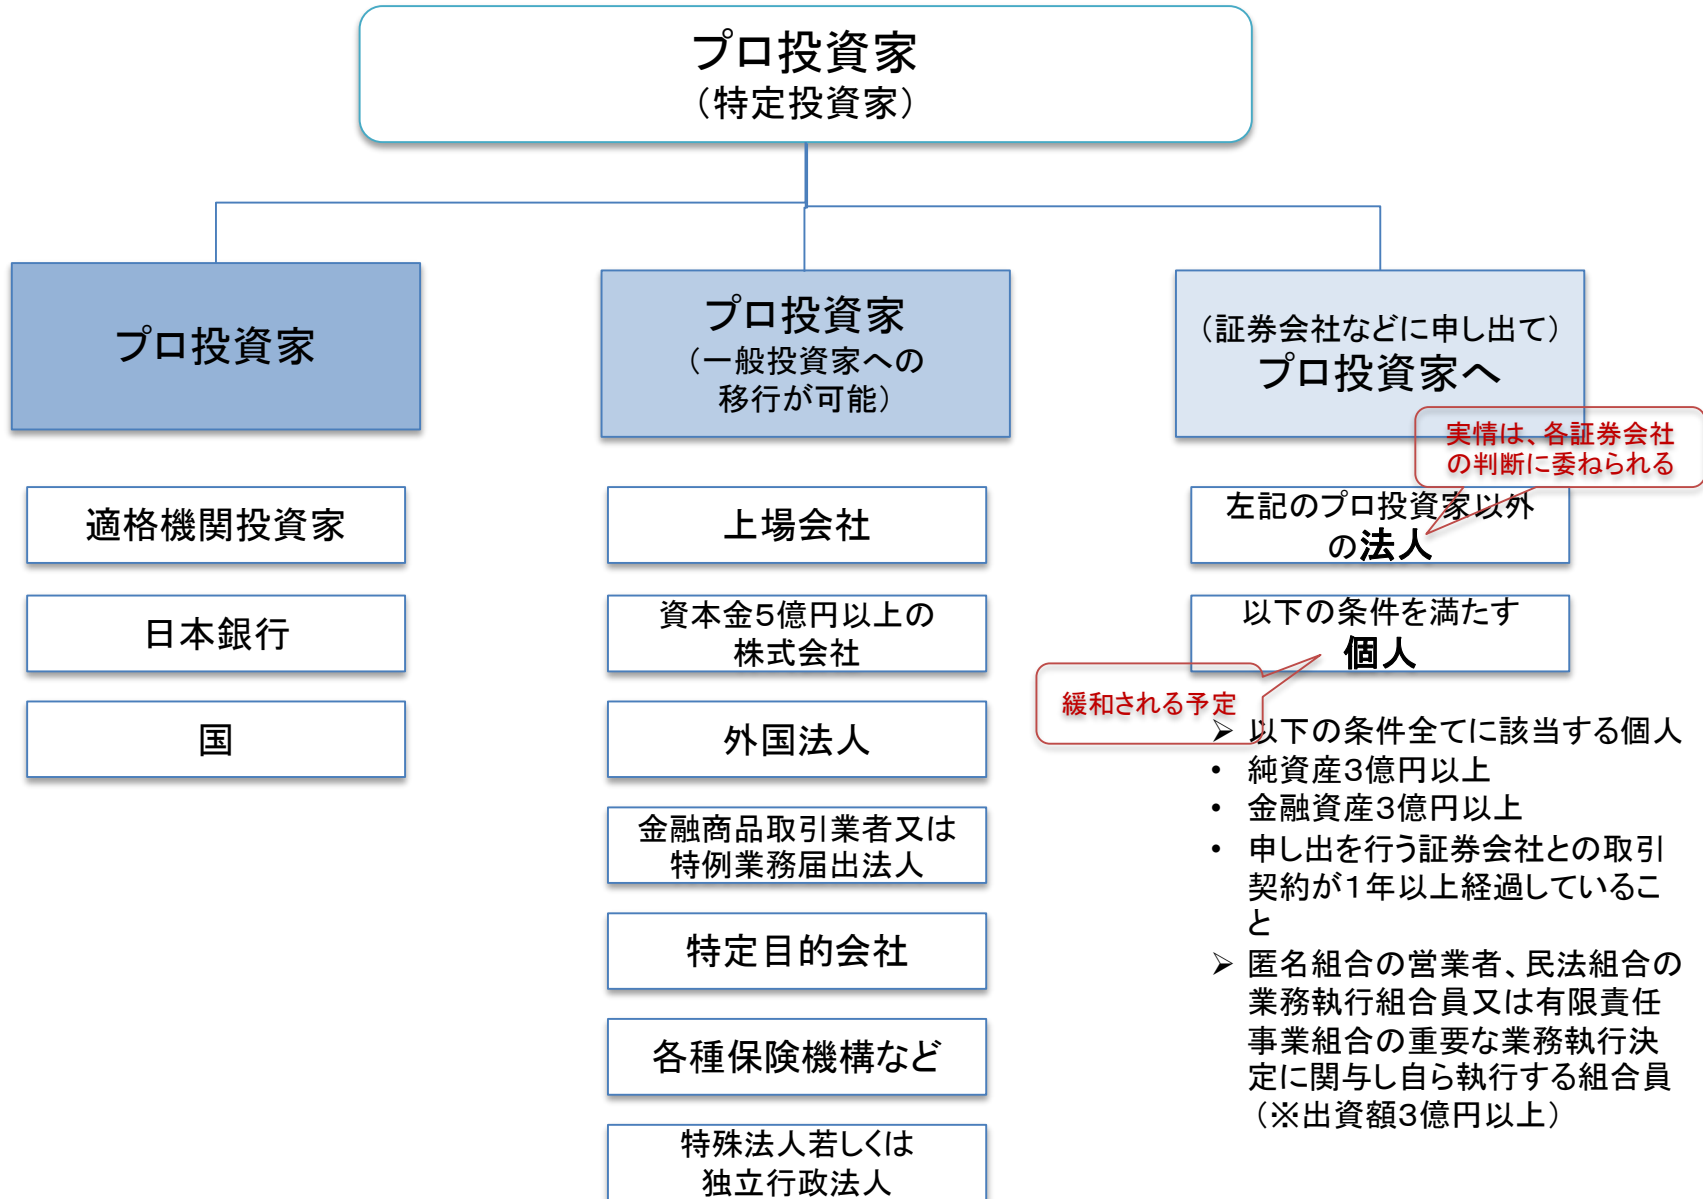 プロ投資家
（特定投資家）
プロ投資家
適格機関投資家
日本銀行
国
プロ投資家
（一般投資家への
移行が可能）
上場会社
資本金5億円以上の
株式会社
外国法人
金融商品取引業者又は
特例業務届出法人
特定目的会社
各種保険機構など
特殊法人若しくは
独立行政法人
（証券会社などに申し出て）
プロ投資家へ
実情は、各証券会社
の判断に委ねられる
左記のプロ投資家以外
の法人
以下の条件を満たす
個人
緩和される予定
➢ 以下の条件全てに該当する個人
• 純資産3億円以上
• 金融資産3億円以上
• 申し出を行う証券会社との取引
契約が1年以上経過しているこ
と
➢ 匿名組合の営業者、民法組合の
業務執行組合員又は有限責任
事業組合の重要な業務執行決
定に関与し自ら執行する組合員
（※出資額3億円以上）